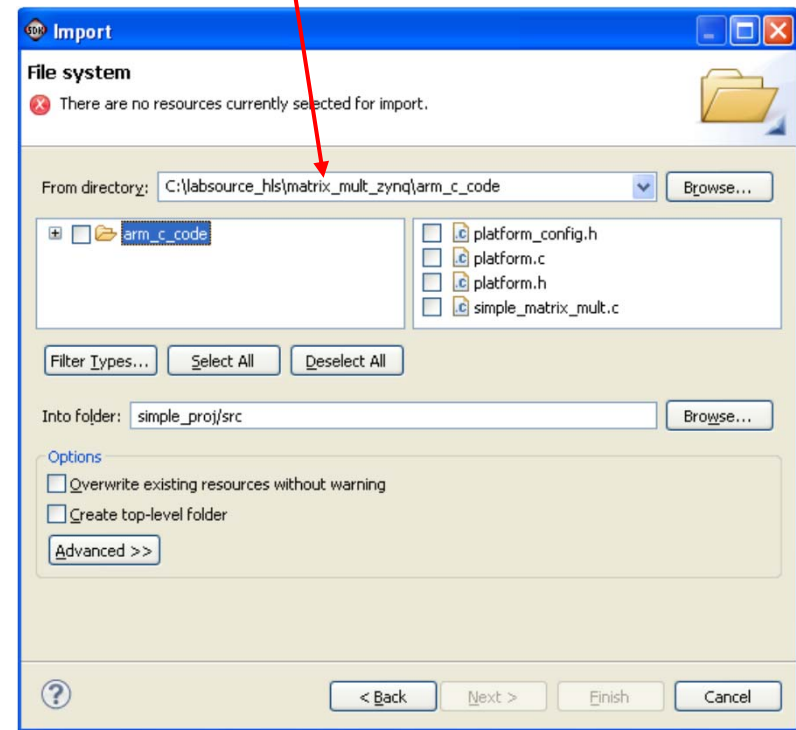 SDK Import
File system
There are no resources currently selected for import.
From directory: C:\labsource_hls\matrix_mult_zynq\arm_c_code Browse...
arm_c_code
.c platform_config.h
.c platform.c
.c platform.h
.c simple_matrix_mult.c
Filter Types... Select All Deselect All
Into folder: simple_proj/src Browse...
Options
Overwrite existing resources without warning
Create top-level folder
Advanced >>
? < Back Next > Finish Cancel